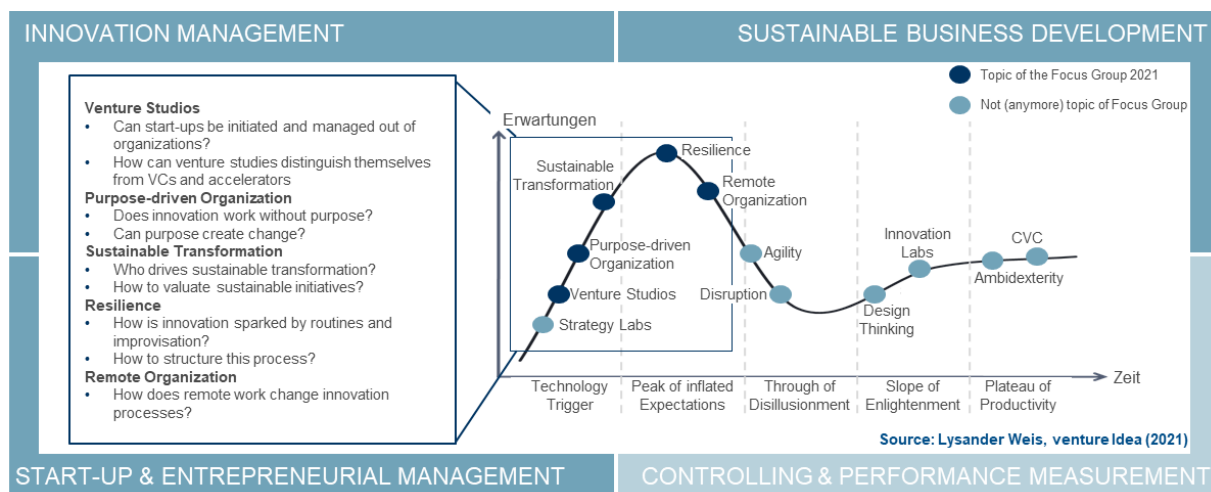 INNOVATION MANAGEMENT
SUSTAINABLE BUSINESS DEVELOPMENT
Venture Studios
• Can start-ups be initiated and managed out of
organizations?
• How can venture studies distinguish themselves
from VCs and accelerators
Purpose-driven Organization
• Does innovation work without purpose?
• Can purpose create change?
Sustainable Transformation
• Who drives sustainable transformation?
• How to valuate sustainable initiatives?
Resilience
• How is innovation sparked by routines and
improvisation?
• How to structure this process?
Remote Organization
• How does remote work change innovation
processes?
Topic of the Focus Group 2021
Not (anymore) topic of Focus Group
Erwartungen
Resilience
Sustainable
Transformation
Remote
Organization
Purpose-driven
Organization
Venture Studios
Strategy Labs
Agility
Disruption
Design
Thinking
Innovation
Labs
Ambidexterity
CVC
Zeit
Technology
Trigger
Peak of inflated
Expectations
Through of
Disillusionment
Slope of
Enlightenment
Plateau of
Productivity
Source: Lysander Weis, venture Idea (2021)
START-UP & ENTREPRENEURIAL MANAGEMENT
CONTROLLING & PERFORMANCE MEASUREMENT